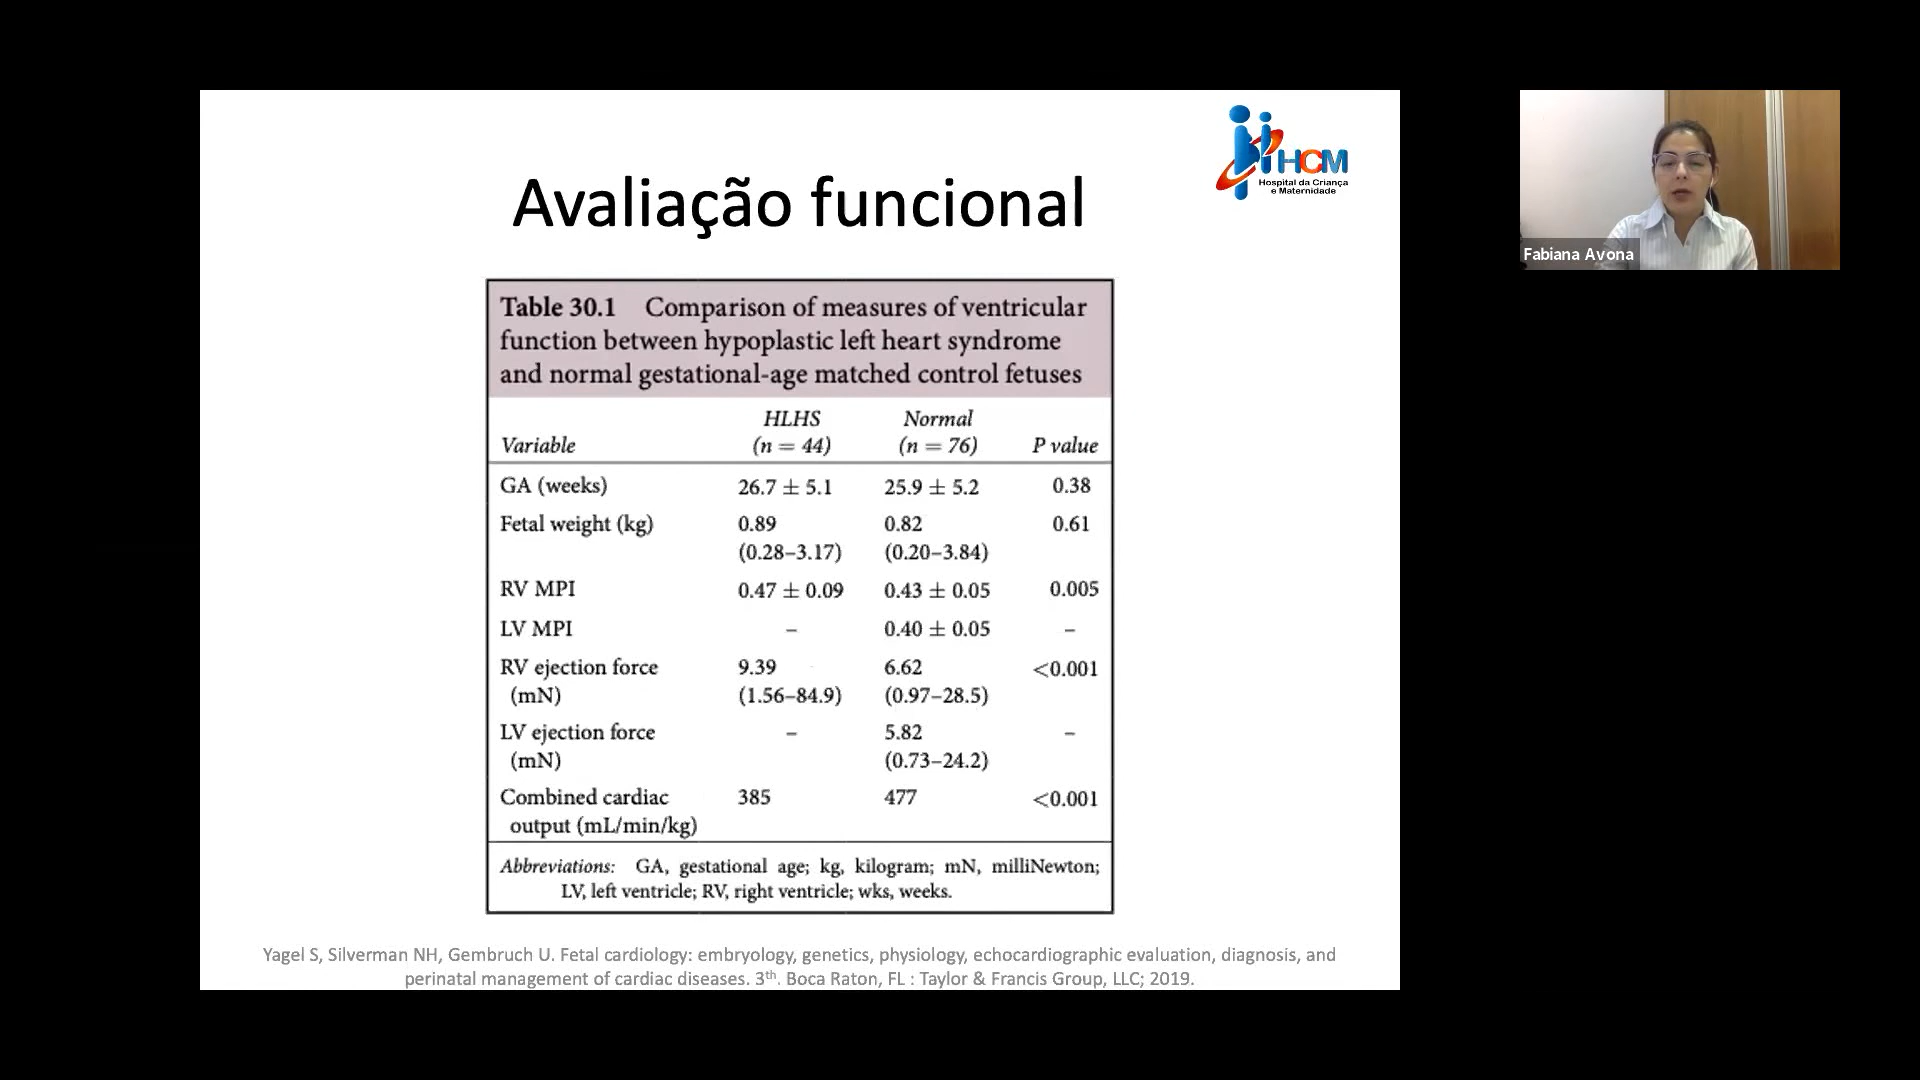 HCM
Hospital da Criança
e Maternidade
Avaliação funcional
Fabiana Avona
Table 30.1 Comparison of measures of ventricular
function between hypoplastic left heart syndrome
and normal gestational-age matched control fetuses
HLHS Normal
Variable (n = 44) (n = 76) P value
GA (weeks) 26.7 ± 5.1 25.9 ± 5.2 0.38
Fetal weight (kg) 0.89 0.82 0.61
(0.28–3.17) (0.20–3.84)
RV MPI 0.47 ± 0.09 0.43 ± 0.05 0.005
LV MPI – 0.40 ± 0.05 –
RV ejection force 9.39 6.62 <0.001
(mN) (1.56–84.9) (0.97–28.5)
LV ejection force – 5.82 –
(mN) (0.73–24.2)
Combined cardiac 385 477 <0.001
output (mL/min/kg)
Abbreviations: GA, gestational age; kg, kilogram; mN, milliNewton;
LV, left ventricle; RV, right ventricle; wks, weeks.
Yagel S, Silverman NH, Gembruch U. Fetal cardiology: embryology, genetics, physiology, echocardiographic evaluation, diagnosis, and
perinatal management of cardiac diseases. 3th. Boca Raton, FL : Taylor & Francis Group, LLC; 2019.